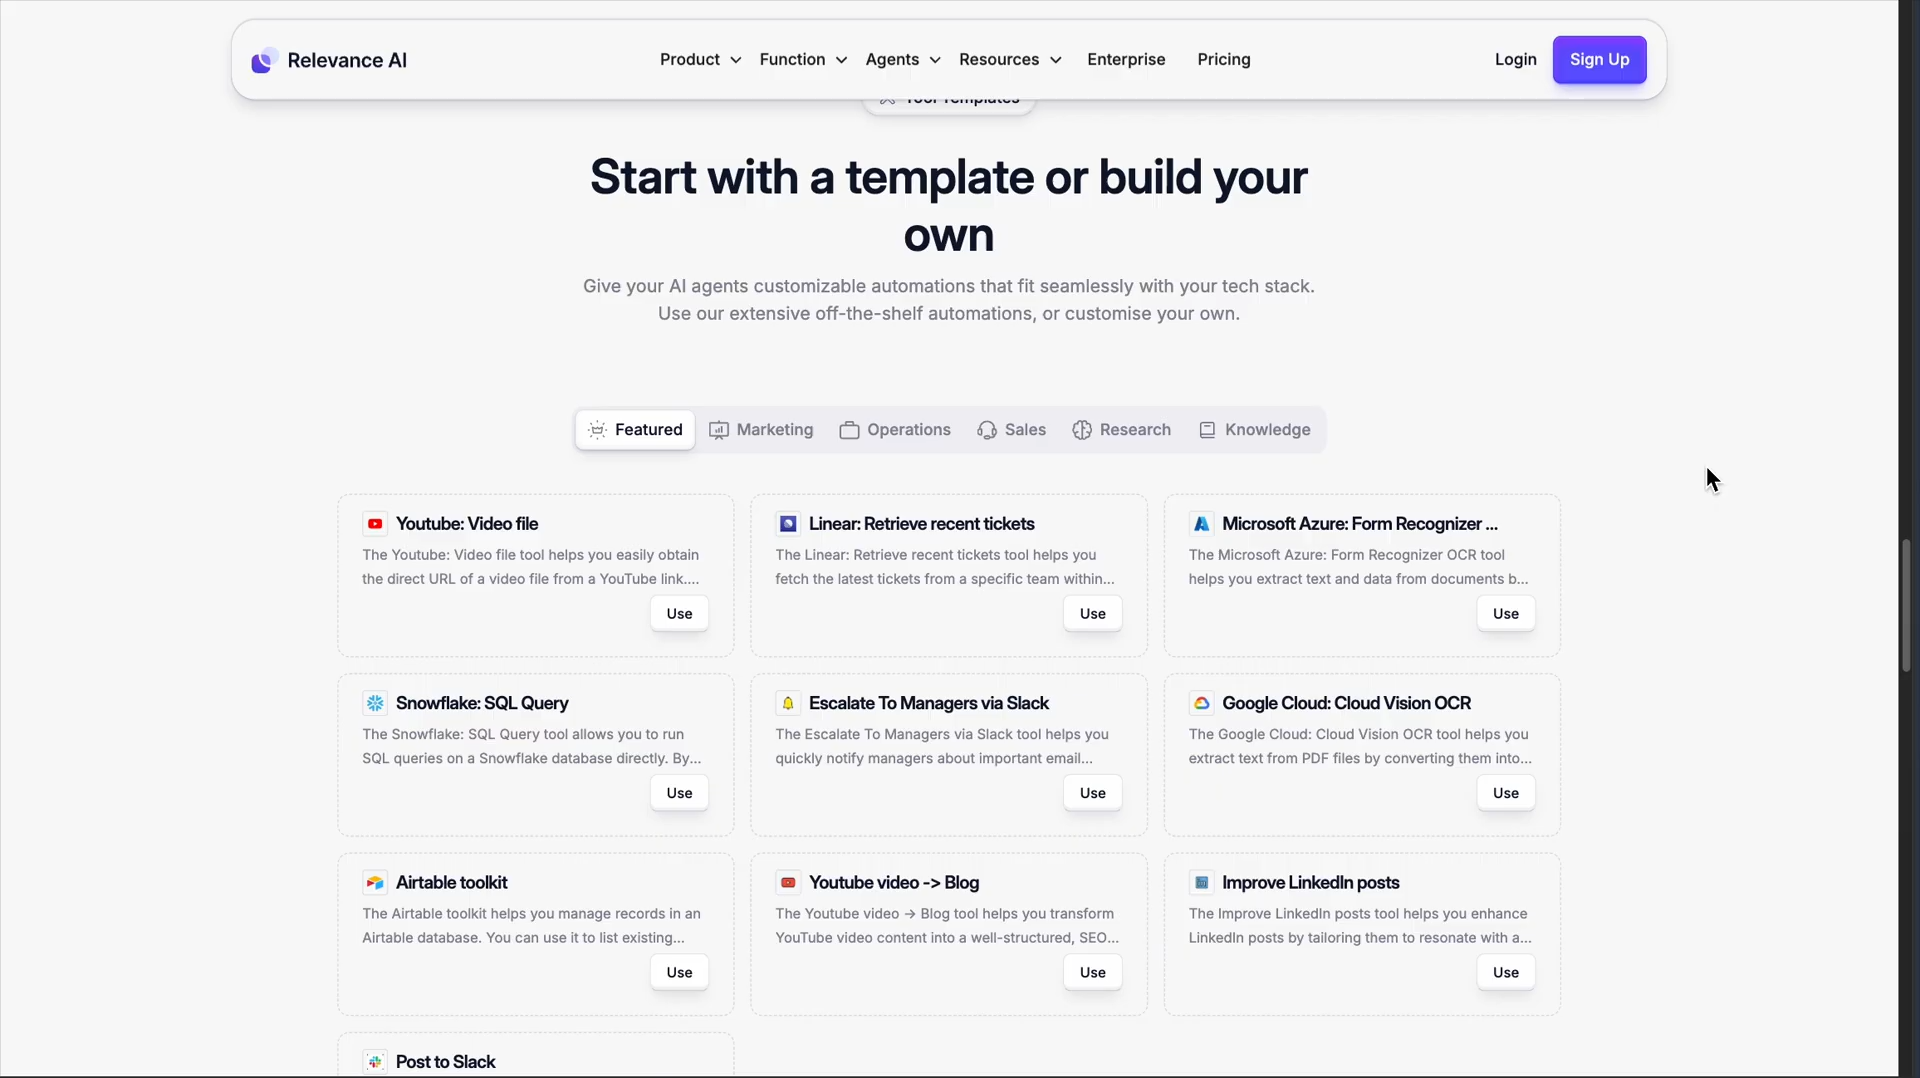 Relevance AI
Product
Function
Agents
Resources
Enterprise
Pricing
Login
Sign Up
Tool Templates
Start with a template or build your
own
Give your AI agents customizable automations that fit seamlessly with your tech stack.
Use our extensive off-the-shelf automations, or customise your own.
Featured
Marketing
Operations
Sales
Research
Knowledge
Youtube: Video file
The Youtube: Video file tool helps you easily obtain
the direct URL of a video file from a YouTube link....
Use
Linear: Retrieve recent tickets
The Linear: Retrieve recent tickets tool helps you
fetch the latest tickets from a specific team within...
Use
Microsoft Azure: Form Recognizer ...
The Microsoft Azure: Form Recognizer OCR tool
helps you extract text and data from documents b...
Use
Snowflake: SQL Query
The Snowflake: SQL Query tool allows you to run
SQL queries on a Snowflake database directly. By...
Use
Escalate To Managers via Slack
The Escalate To Managers via Slack tool helps you
quickly notify managers about important email...
Use
Google Cloud: Cloud Vision OCR
The Google Cloud: Cloud Vision OCR tool helps you
extract text from PDF files by converting them into...
Use
Airtable toolkit
The Airtable toolkit helps you manage records in an
Airtable database. You can use it to list existing...
Use
Youtube video -> Blog
The Youtube video → Blog tool helps you transform
YouTube video content into a well-structured, SEO...
Use
Improve LinkedIn posts
The Improve LinkedIn posts tool helps you enhance
LinkedIn posts by tailoring them to resonate with a...
Use
Post to Slack